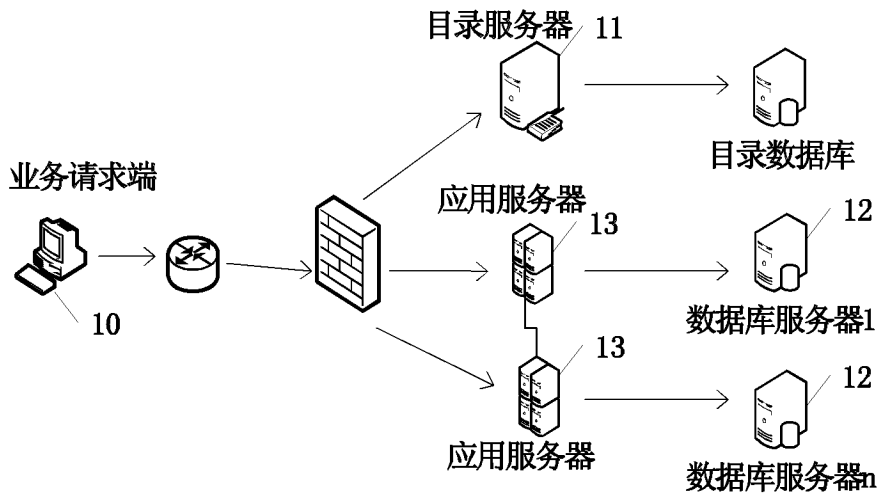 目录服务器
11
目录数据库
业务请求端
10
应用服务器
13
12
数据库服务器1
13
应用服务器
12
数据库服务器n